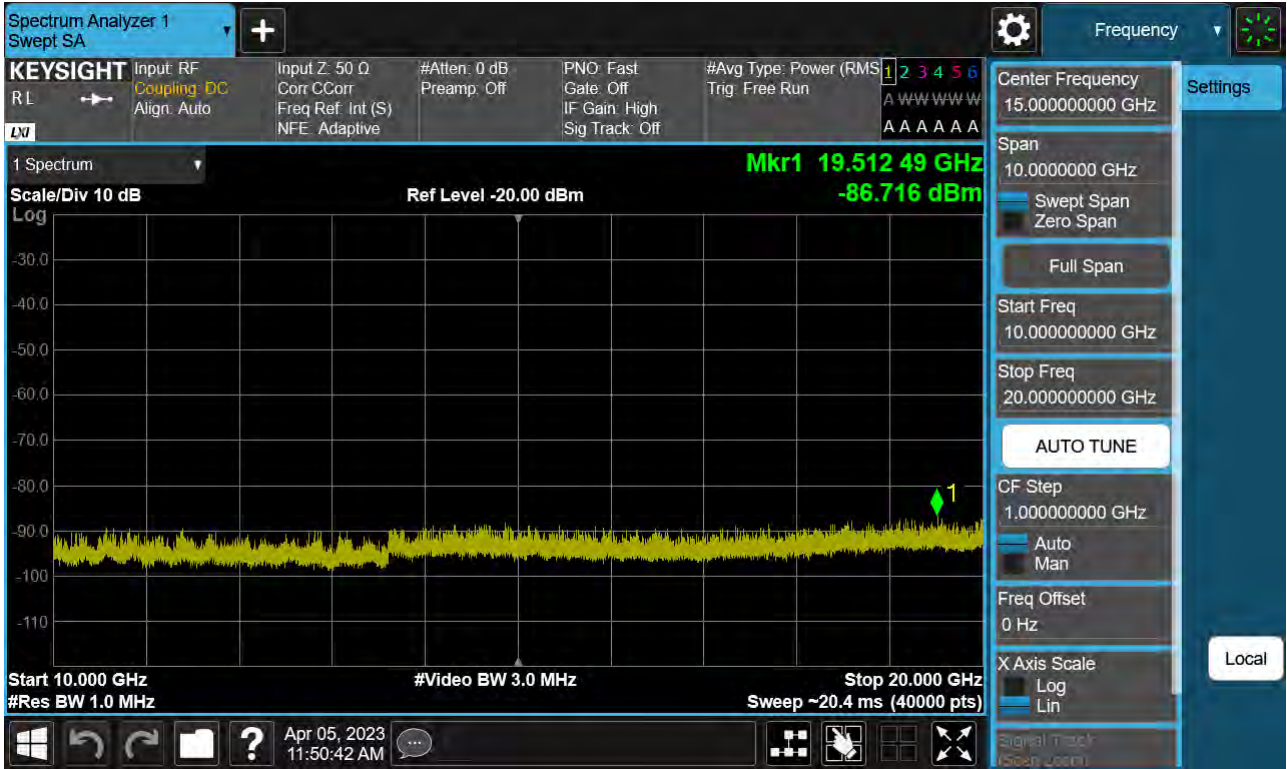 Spectrum Analyzer 1
Swept SA
Frequency
KEYSIGHT
R L
LXI
Input: RF
Coupling: DC
Align: Auto
Input Z: 50 Ω
Corr CCorr
Freq Ref: Int (S)
NFE: Adaptive
#Atten: 0 dB
Preamp: Off
PNO: Fast
Gate: Off
IF Gain: High
Sig Track: Off
#Avg Type: Power (RMS
Trig: Free Run
1 2 3 4 5 6
A W W W W W
A A A A A A
1 Spectrum
Scale/Div 10 dB
Ref Level -20.00 dBm
Mkr1 19.512 49 GHz
-86.716 dBm
Log
-30.0
-40.0
-50.0
-60.0
-70.0
-80.0
-90.0
-100
-110
1
Start 10.000 GHz
#Res BW 1.0 MHz
#Video BW 3.0 MHz
Stop 20.000 GHz
Sweep ~20.4 ms (40000 pts)
Center Frequency
15.000000000 GHz
Span
10.0000000 GHz
Swept Span
Zero Span
Full Span
Start Freq
10.000000000 GHz
Stop Freq
20.000000000 GHz
AUTO TUNE
CF Step
1.000000000 GHz
Auto
Man
Freq Offset
0 Hz
X Axis Scale
Log
Lin
Signal Track
(Span Zoom)
Settings
Local
?
Apr 05, 2023
11:50:42 AM